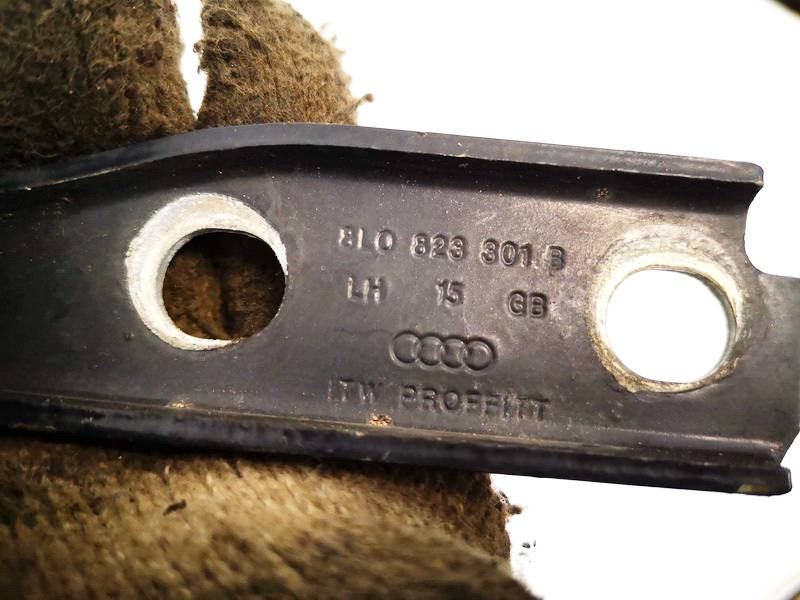 8L0 823 301 B
LH 15 GB
ITW PROFFITT